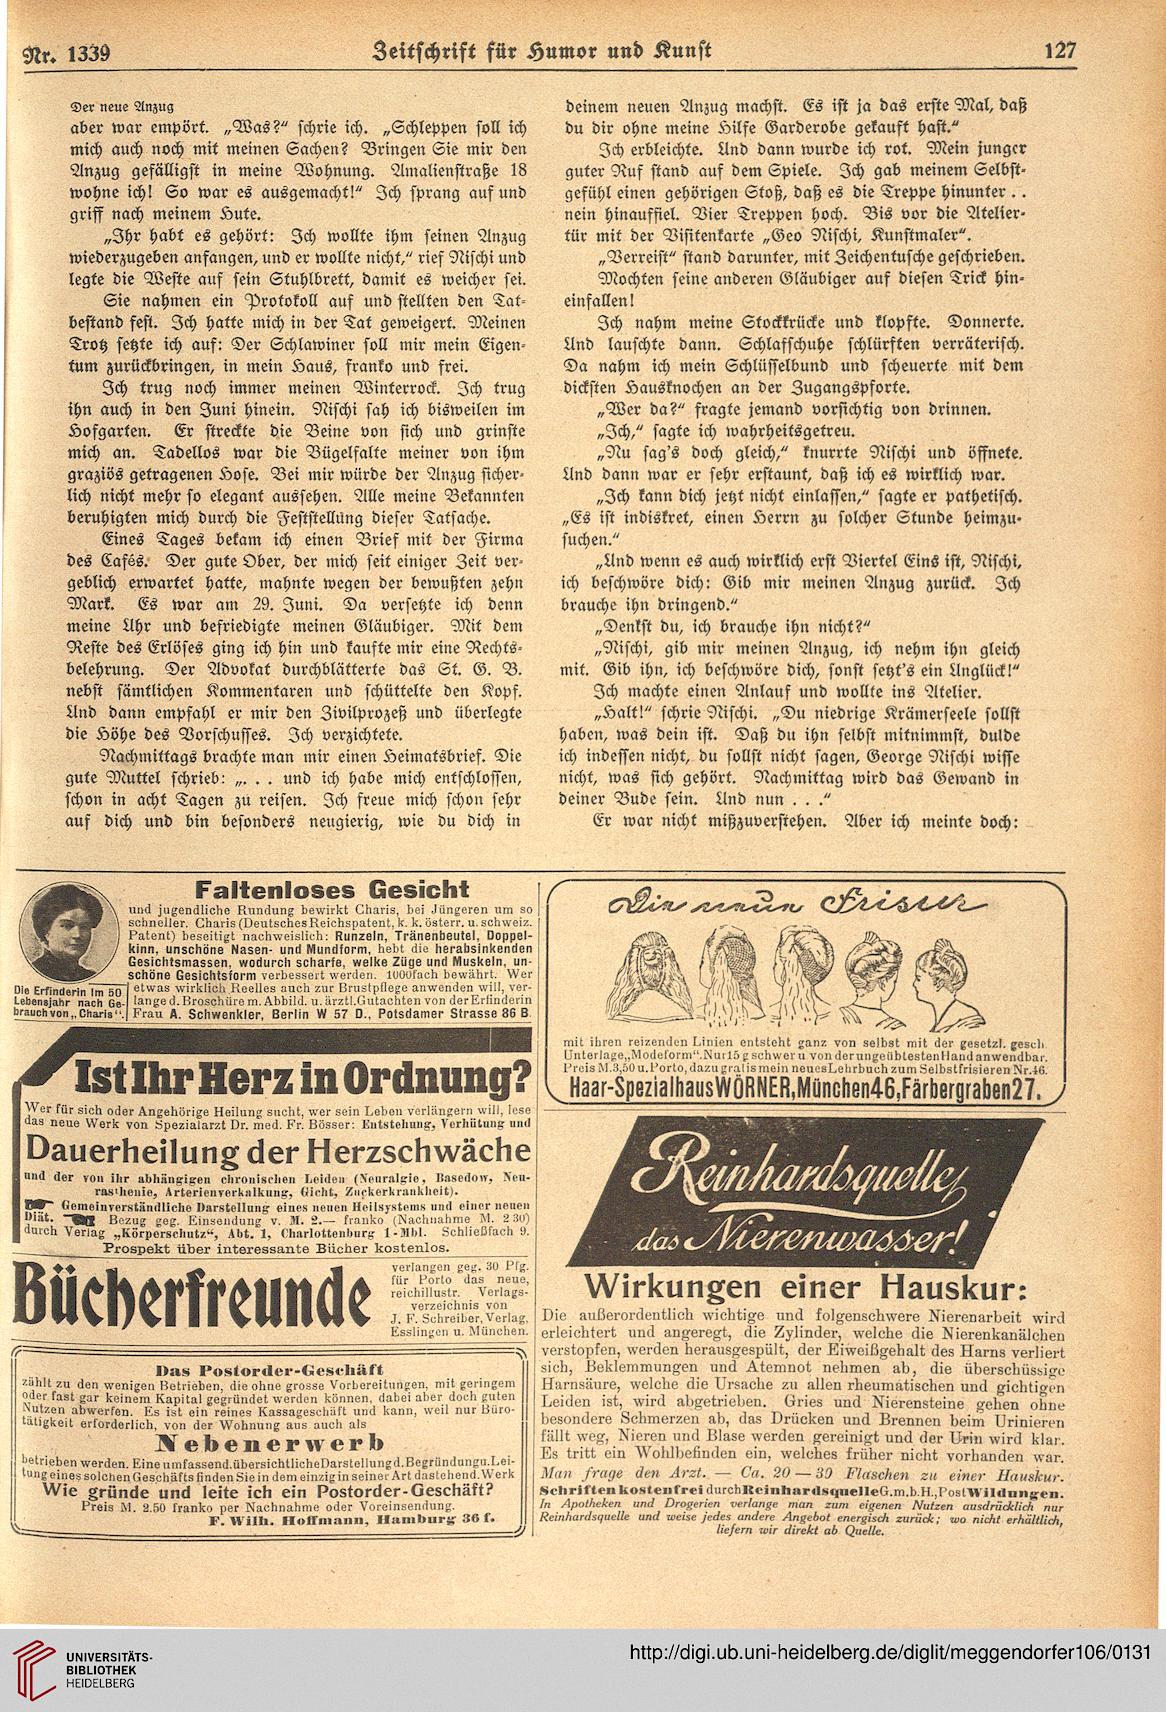 Nr. 1339
Zeitschrift für Humor und Kunst
127
Der neue Anzug
aber war empört. „Was?" schrie ich. „Schleppen soll ich
mich auch noch mit meinen Sachen? Bringen Sie mir den
Anzug gefälligst in meine Wohnung. Amalienstraße 18
wohne ich! So war es ausgemacht!" Ich sprang auf und
griff nach meinem Hute.
„Ihr habt es gehört: Ich wollte ihm seinen Anzug
wiederzugeben anfangen, und er wollte nicht," rief Nischi und
legte die Weste auf sein Stuhlbrett, damit es weicher sei.
Sie nahmen ein Protokoll auf und stellten den Tat-
bestand fest. Ich hatte mich in der Tat geweigert. Meinen
Trotz setzte ich auf: Der Schlawiner soll mir mein Eigen-
tum zurückbringen, in mein Haus, franko und frei.
Ich trug noch immer meinen Winterrock. Ich trug
ihn auch in den Juni hinein. Nischi sah ich bisweilen im
Hofgarten. Er streckte die Beine von sich und grinste
mich an. Tadellos war die Bügelfalte meiner von ihm
graziös getragenen Hose. Bei mir würde der Anzug sicher-
lich nicht mehr so elegant aussehen. Alle meine Bekannten
beruhigten mich durch die Feststellung dieser Tatsache.
Eines Tages bekam ich einen Brief mit der Firma
des Cafés. Der gute Ober, der mich seit einiger Zeit ver-
geblich erwartet hatte, mahnte wegen der bewußten zehn
Mark. Es war am 29. Juni. Da versetzte ich denn
meine Uhr und befriedigte meinen Gläubiger. Mit dem
Reste des Erlöses ging ich hin und kaufte mir eine Rechts-
belehrung. Der Advokat durchblätterte das St. G. B.
nebst sämtlichen Kommentaren und schüttelte den Kopf.
Und dann empfahl er mir den Zivilprozeß und überlegte
die Höhe des Vorschusses. Ich verzichtete.
Nachmittags brachte man mir einen Heimatsbrief. Die
gute Muttel schrieb: „. . . und ich habe mich entschlossen,
schon in acht Tagen zu reisen. Ich freue mich schon sehr
auf dich und bin besonders neugierig, wie du dich in
deinem neuen Anzug machst. Es ist ja das erste Mal, daß
du dir ohne meine Hilfe Garderobe gekauft hast."
Ich erbleichte. Und dann wurde ich rot. Mein junger
guter Ruf stand auf dem Spiele. Ich gab meinem Selbst-
gefühl einen gehörigen Stoß, daß es die Treppe hinunter . .
nein hinauffiel. Vier Treppen hoch. Bis vor die Atelier-
tür mit der Visitenkarte „Geo Nischi, Kunstmaler".
„Verreist" stand darunter, mit Zeichentusche geschrieben.
Mochten seine anderen Gläubiger auf diesen Trick hin-
einfallen!
Ich nahm meine Stockkrücke und klopfte. Donnerte.
Und lauschte dann. Schlafschuhe schlürften verräterisch.
Da nahm ich mein Schlüsselbund und scheuerte mit dem
dicksten Hausknochen an der Zugangspforte.
„Wer da?" fragte jemand vorsichtig von drinnen.
„Ich," sagte ich wahrheitsgetreu.
„Nu sag's doch gleich," knurrte Nischi und öffnete.
Und dann war er sehr erstaunt, daß ich es wirklich war.
„Ich kann dich jetzt nicht einlassen," sagte er pathetisch.
„Es ist indiskret, einen Herrn zu solcher Stunde heimzu-
suchen."
„Und wenn es auch wirklich erst Viertel Eins ist, Nischi,
ich beschwöre dich: Gib mir meinen Anzug zurück. Ich
brauche ihn dringend."
„Denkst du, ich brauche ihn nicht?"
„Nischi, gib mir meinen Anzug, ich nehm ihn gleich
mit. Gib ihn, ich beschwöre dich, sonst setzt's ein Unglück!"
Ich machte einen Anlauf und wollte ins Atelier.
„Halt!" schrie Nischi. „Du niedrige Krämerseele sollst
haben, was dein ist. Daß du ihn selbst mitnimmst, dulde
ich indessen nicht, du sollst nicht sagen, George Nischi wisse
nicht, was sich gehört. Nachmittag wird das Gewand in
deiner Bude sein. Und nun . . ."
Er war nicht mißzuverstehen. Aber ich meinte doch:
Faltenloses Gesicht
und jugendliche Rundung bewirkt Charis, bei Jüngeren um so
schneller. Charis (Deutsches Reichspatent, k. k. österr. u. schweiz.
Patent) beseitigt nachweislich: Runzeln, Tränenbeutel, Doppel-
kinn, unschöne Nasen- und Mundform, hebt die herabsinkenden
Gesichtsmassen, wodurch scharfe, welke Züge und Muskeln, un-
schöne Gesichtsform verbessert werden. 1000fach bewährt. Wer
etwas wirklich Reelles auch zur Brustpflege anwenden will, ver-
lange d. Broschüre m. Abbild. u. ärztl. Gutachten von der Erfinderin
Frau A. Schwenkler, Berlin W 57 D., Potsdamer Strasse 86 B.
Die Erfinderin im 50.
Lebensjahr nach Ge-
brauch von „Charis".
Ist Ihr Herz in Ordnung?
Wer für sich oder Angehörige Heilung sucht, wer sein Leben verlängern will, lese
das neue Werk von Spezialarzt Dr. med. Fr. Bösser: Entstehung, Verhütung und
Dauerheilung der Herzschwäche
und der von ihr abhängigen chronischen Leiden (Neuralgie, Basedow, Neu-
rasthenie, Arterienverkalkung, Gicht, Zuckerkrankheit).
Gemeinverständliche Darstellung eines neuen Heilsystems und einer neuen
Diät. Bezug geg. Einsendung v. M. 2.— franko (Nachnahme M. 2.30)
durch Verlag „Körperschutz", Abt. 1, Charlottenburg 1-Mbl. Schließfach 9.
Prospekt über interessante Bücher kostenlos.
Bücherfreunde
verlangen geg. 30 Pfg.
für Porto das neue,
reichillustr. Verlags-
verzeichnis von
J. F. Schreiber, Verlag,
Esslingen u. München.
Das Postorder-Geschäft
zählt zu den wenigen Betrieben, die ohne grosse Vorbereitungen, mit geringem
oder fast gar keinem Kapital gegründet werden können, dabei aber doch guten
Nutzen abwerfen. Es ist ein reines Kassageschäft und kann, weil nur Büro-
tätigkeit erforderlich, von der Wohnung aus auch als
Nebenerwerb
betrieben werden. Eine umfassend. übersichtliche Darstellung d. Begründung u. Lei-
tung eines solchen Geschäfts finden Sie in dem einzig in seiner Art dastehend. Werk
Wie gründe und leite ich ein Postorder-Geschäft?
Preis M. 2.50 franko per Nachnahme oder Voreinsendung.
F. Wilh. Hoffmann, Hamburg 36 f.
Die neue Frisur
mit ihren reizenden Linien entsteht ganz von selbst mit der gesetzl. gesch.
Unterlage „Modeform". Nur 15 g schwer u. von der ungeübtesten Hand anwendbar.
Preis M. 3,50 u. Porto, dazu gratis mein neues Lehrbuch zum Selbstfrisieren Nr. 46.
Haar-Spezialhaus WÖRNER, München 46, Färbergraben 27.
Reinhardsquelle,
das Nierenwasser!
Wirkungen einer Hauskur:
Die außerordentlich wichtige und folgenschwere Nierenarbeit wird
erleichtert und angeregt, die Zylinder, welche die Nierenkanälchen
verstopfen, werden herausgespült, der Eiweißgehalt des Harns verliert
sich, Beklemmungen und Atemnot nehmen ab, die überschüssige
Harnsäure, welche die Ursache zu allen rheumatischen und gichtigen
Leiden ist, wird abgetrieben. Gries und Nierensteine gehen ohne
besondere Schmerzen ab, das Drücken und Brennen beim Urinieren
fällt weg, Nieren und Blase werden gereinigt und der Urin wird klar.
Es tritt ein Wohlbefinden ein, welches früher nicht vorhanden war.
Man frage den Arzt. — Ca. 20 — 30 Flaschen zu einer Hauskur.
Schriften kostenfrei durch Reinhardsquelle G.m.b.H., Post Wildungen.
In Apotheken und Drogerien verlange man zum eigenen Nutzen ausdrücklich nur
Reinhardsquelle und weise jedes andere Angebot energisch zurück; wo nicht erhältlich,
liefern wir direkt ab Quelle.
UNIVERSITÄTS-
BIBLIOTHEK
HEIDELBERG
http://digi.ub.uni-heidelberg.de/diglit/meggendorfer106/0131